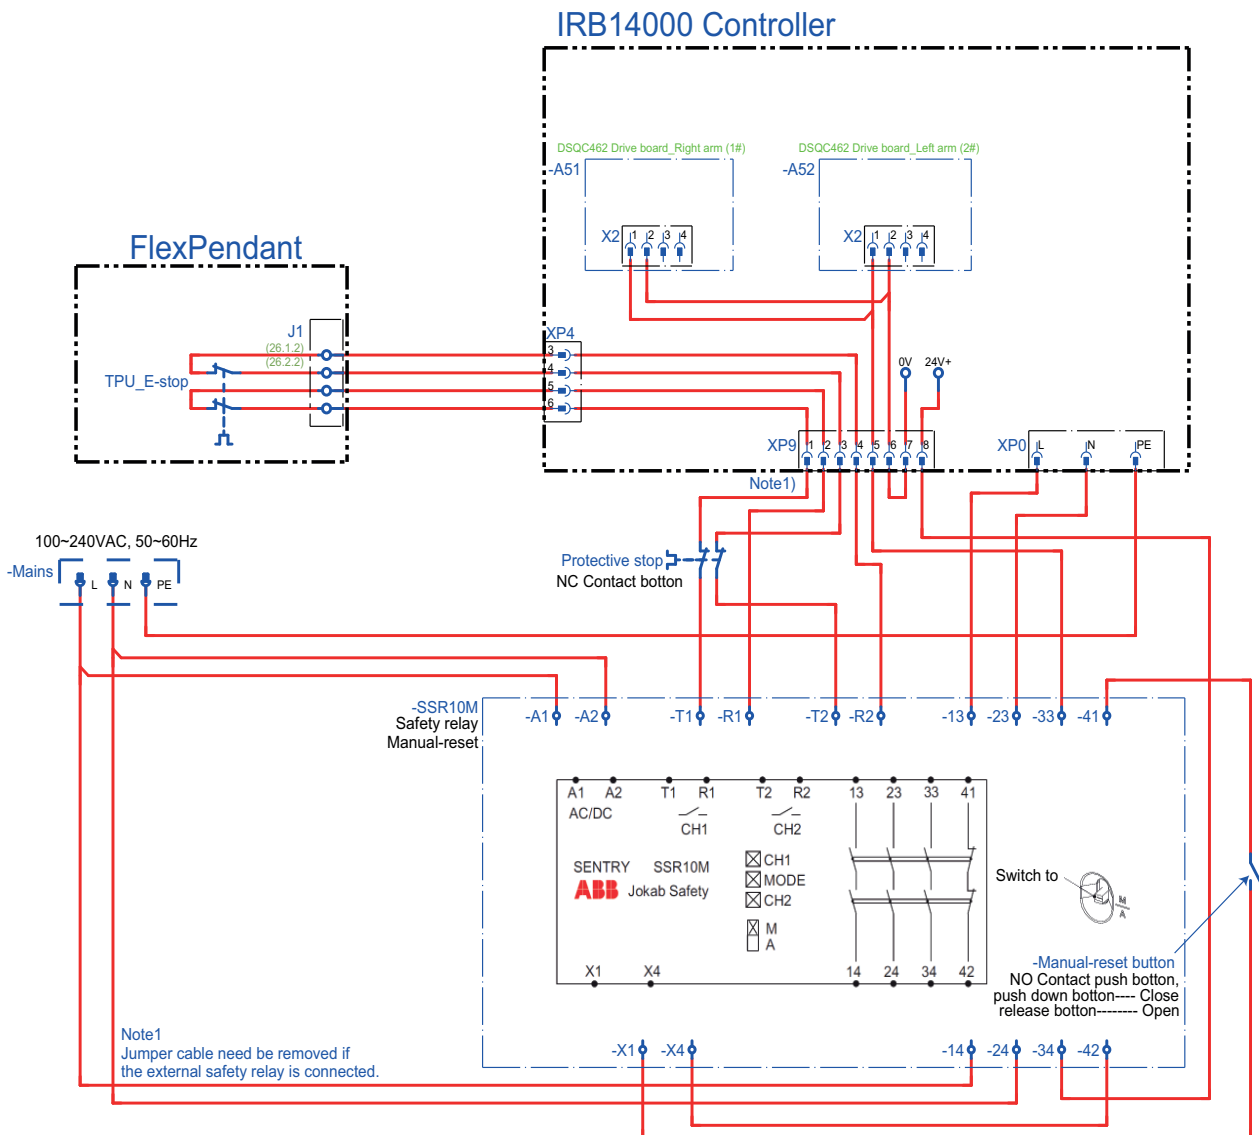 IRB14000 Controller
DSQC462 Drive board_Right arm (1#)
DSQC462 Drive board_Left arm (2#)
-A51
-A52
X2
1 2 3 4
X2
1 2 3 4
FlexPendant
J1
(26.1.2)
(26.2.2)
TPU_E-stop
XP4
3
4
5
6
0V
24V+
XP9
1 2 3 4 5 6 7 8
XP0
L
N
PE
Note1)
100~240VAC, 50~60Hz
-Mains
L
N
PE
Protective stop
NC Contact botton
-SSR10M
Safety relay
Manual-reset
-A1
-A2
-T1
-R1
-T2
-R2
-13
-23
-33
-41
A1 A2 T1 R1 T2 R2 13 23 33 41
AC/DC
CH1
CH2
SENTRY SSR10M
ABB Jokab Safety
CH1
MODE
CH2
M
A
Switch to
M
A
X1 X4 14 24 34 42
-Manual-reset button
NO Contact push botton,
push down botton---- Close
release botton-------- Open
Note1
Jumper cable need be removed if
the external safety relay is connected.
-X1
-X4
-14
-24
-34
-42